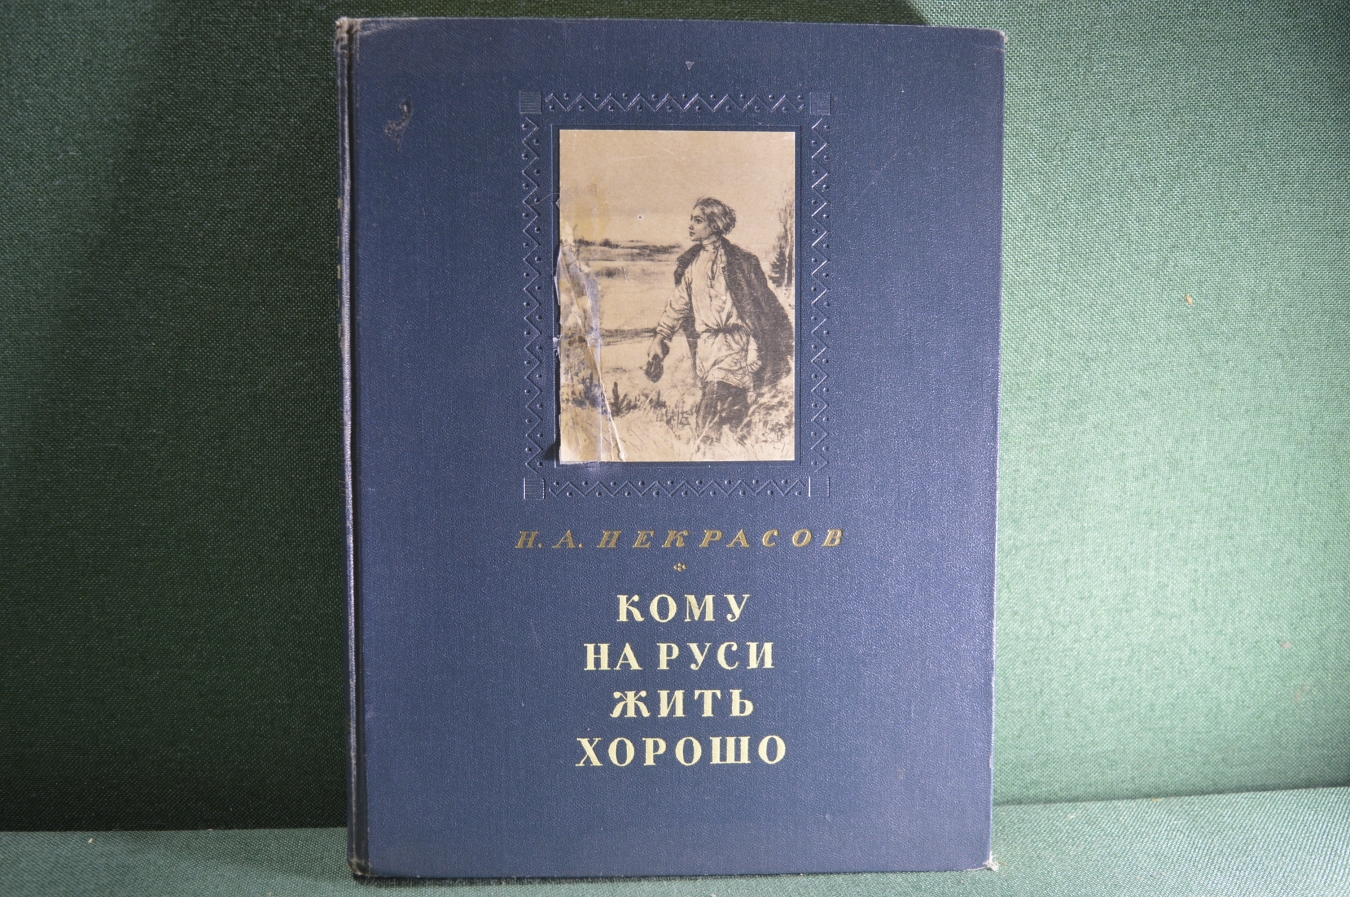 Н. А. НЕКРАСОВ
КОМУ
НА РУСИ
ЖИТЬ
ХОРОШО